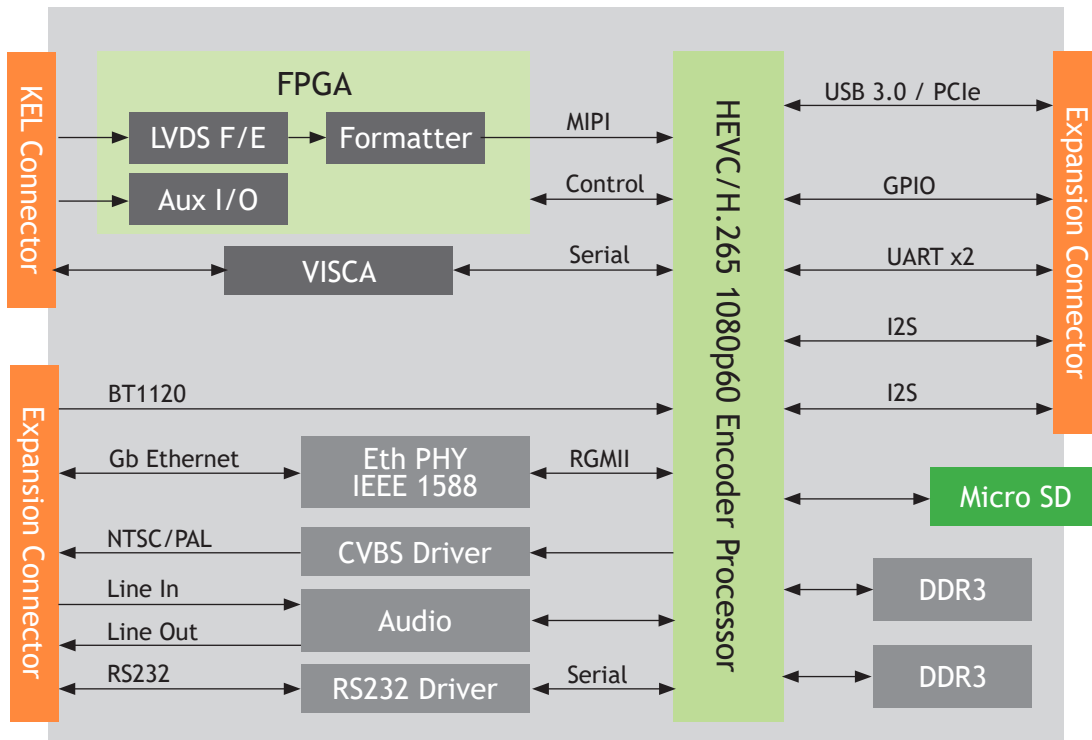 KEL Connector
FPGA
LVDS F/E
Formatter
Aux I/O
VISCA
MIPI
Control
Serial
HEVC/H.265 1080p60 Encoder Processor
USB 3.0 / PCIe
GPIO
UART x2
I2S
I2S
Expansion Connector
Expansion Connector
BT1120
Gb Ethernet
Eth PHY
IEEE 1588
RGMII
NTSC/PAL
CVBS Driver
Line In
Line Out
Audio
RS232
RS232 Driver
Serial
Micro SD
DDR3
DDR3